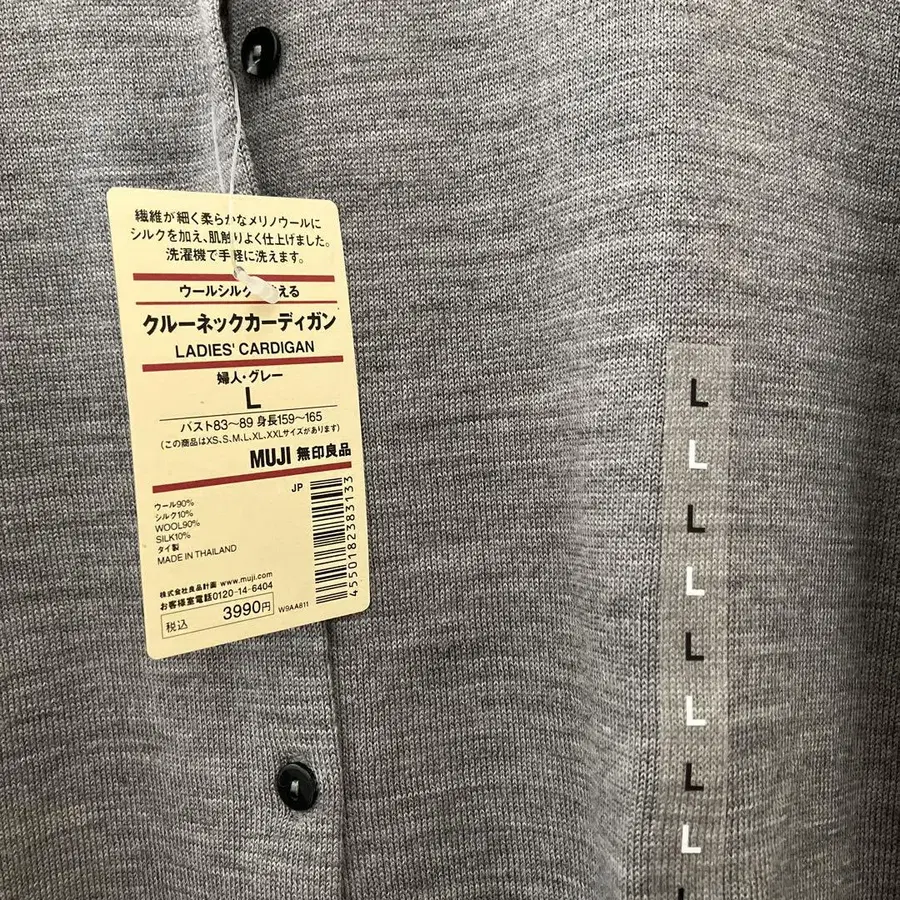 繊維が細く柔らかなメリノウールに
シルクを加え、肌触りよく仕上げました。
洗濯機で手軽に洗えます。
ウールシルク える
クルーネックカーディガン
LADIES' CARDIGAN
婦人・グレー
L
バスト83〜89 身長159〜165
(この商品はXS、S、M、L、XL、XXLサイズがあります)
MUJI 無印良品
JP
ウール90%
シルク10%
WOOL90%
SILK10%
タイ製
MADE IN THAILAND
4550182383133
株式会社良品計画 www.muji.com
お客様室電話0120-14-6404
税込 3990円 W9AA811
L
L
L
L
L
L
L
L